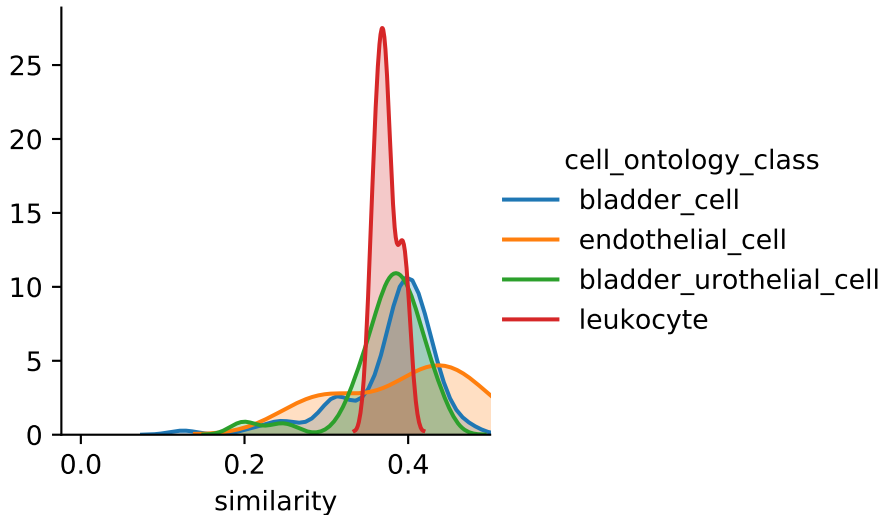 25
20
15
10
5
0
0.0 0.2 0.4
similarity
cell_ontology_class
bladder_cell
endothelial_cell
bladder_urothelial_cell
leukocyte